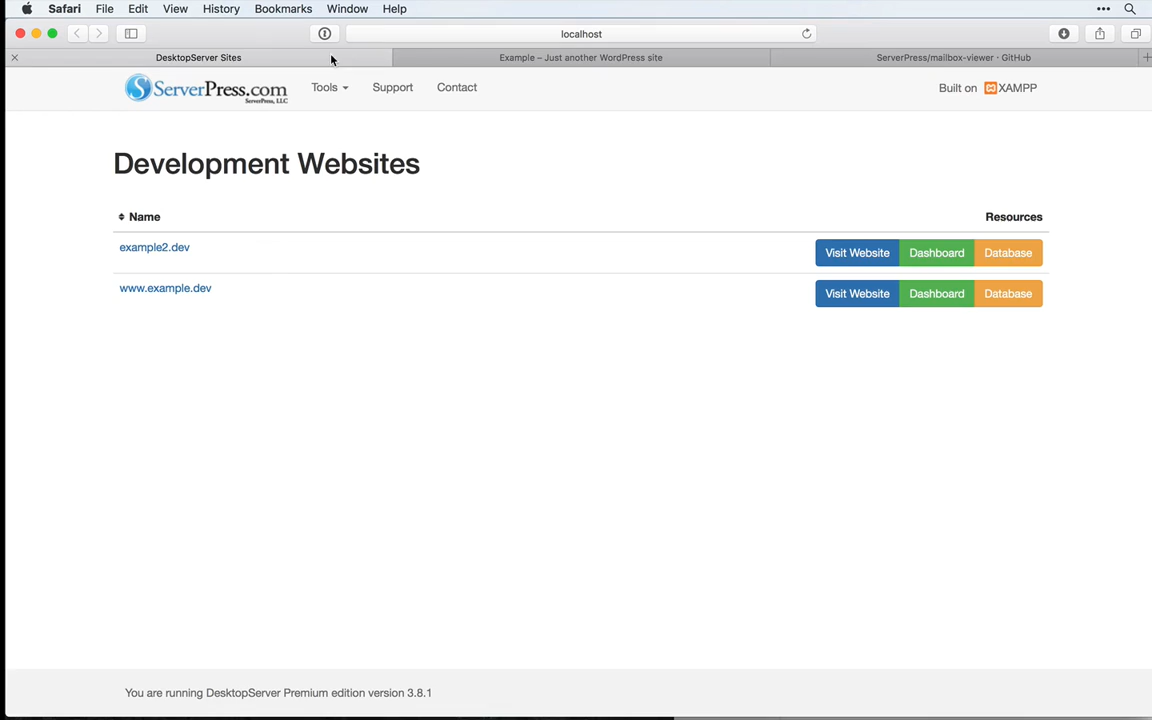 Safari File Edit View History Bookmarks Window Help
localhost
DesktopServer Sites
Example – Just another WordPress site
ServerPress/mailbox-viewer · GitHub
ServerPress.com
ServerPress, LLC
Tools Support Contact
Built on XAMPP
Development Websites
Name Resources
example2.dev Visit Website Dashboard Database
www.example.dev Visit Website Dashboard Database
You are running DesktopServer Premium edition version 3.8.1